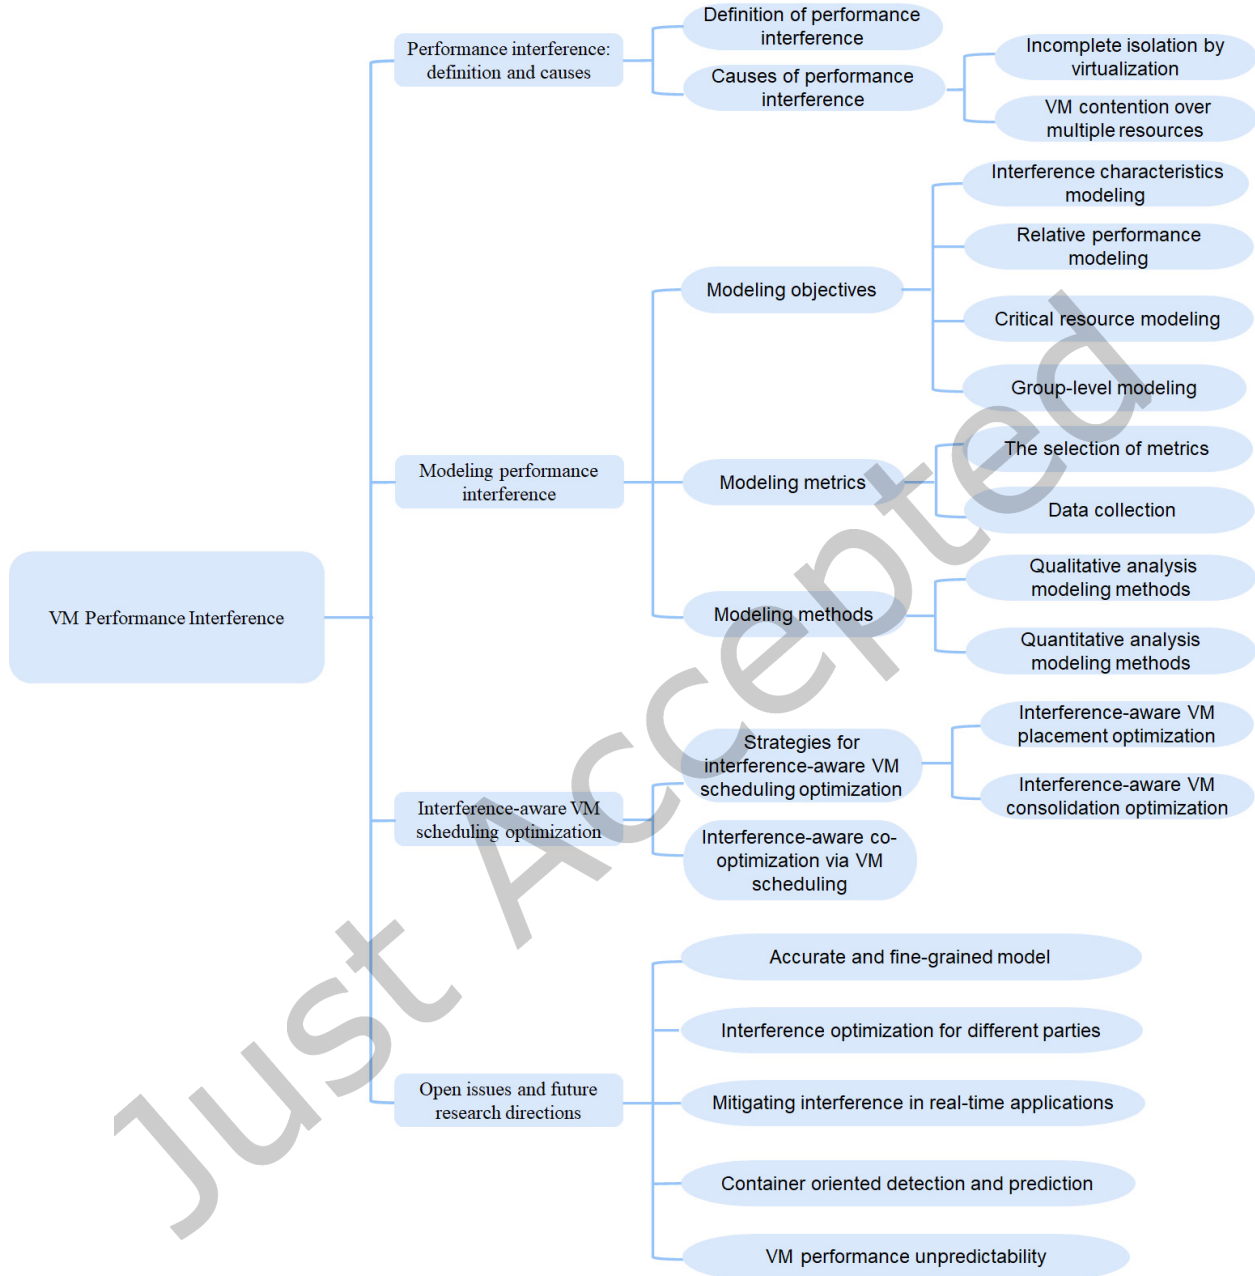 VM Performance Interference
Performance interference:
definition and causes
Definition of performance
interference
Causes of performance
interference
Incomplete isolation by
virtualization
VM contention over
multiple resources
Modeling performance
interference
Modeling objectives
Interference characteristics
modeling
Relative performance
modeling
Critical resource modeling
Group-level modeling
Modeling metrics
The selection of metrics
Data collection
Modeling methods
Qualitative analysis
modeling methods
Quantitative analysis
modeling methods
Interference-aware VM
scheduling optimization
Strategies for
interference-aware VM
scheduling optimization
Interference-aware VM
placement optimization
Interference-aware VM
consolidation optimization
Interference-aware co-
optimization via VM
scheduling
Open issues and future
research directions
Accurate and fine-grained model
Interference optimization for different parties
Mitigating interference in real-time applications
Container oriented detection and prediction
VM performance unpredictability
Just Accepted